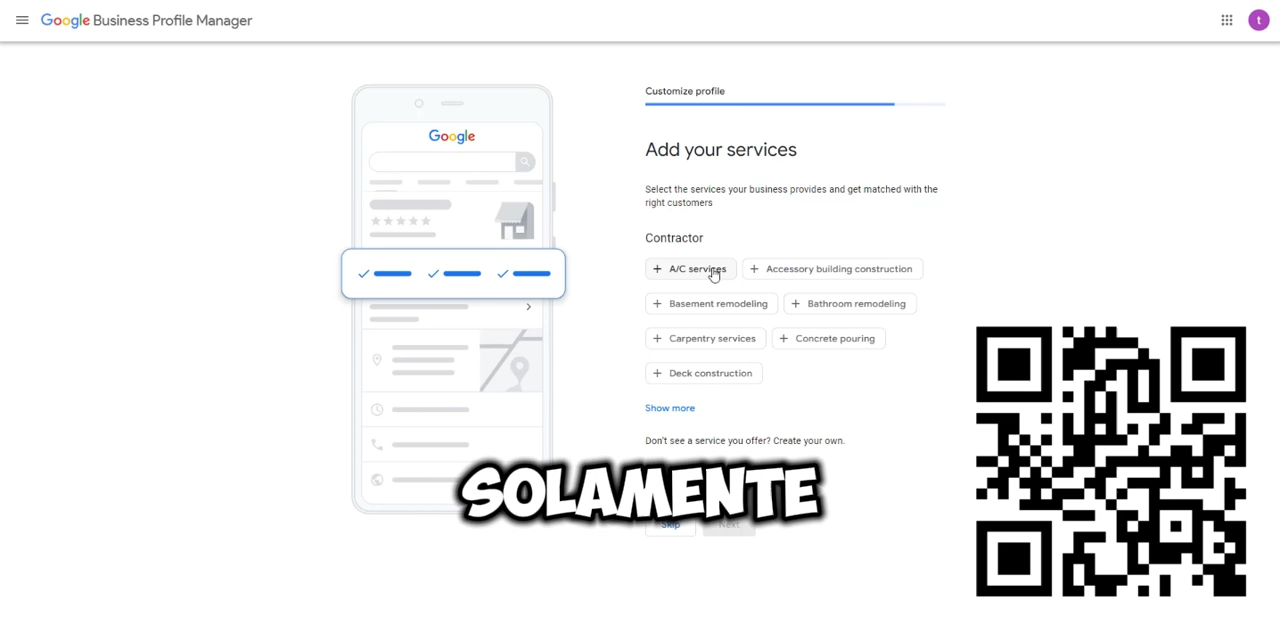 Google Business Profile Manager
t
Google
Customize profile
Add your services
Select the services your business provides and get matched with the
right customers
Contractor
+ A/C services
+ Accessory building construction
+ Basement remodeling
+ Bathroom remodeling
+ Carpentry services
+ Concrete pouring
+ Deck construction
Show more
Don't see a service you offer? Create your own.
SOLAMENTE
Skip
Next